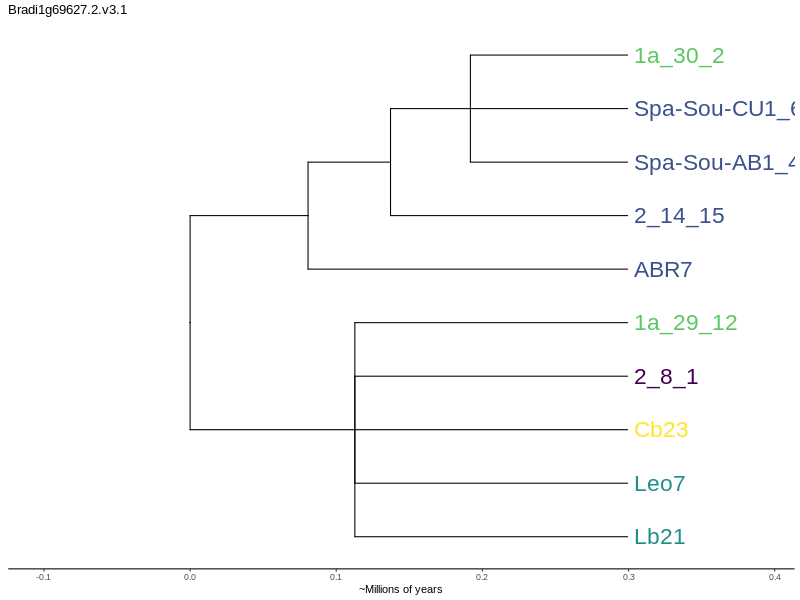 Bradi1g69627.2.v3.1
1a_30_2
Spa-Sou-CU1_6
Spa-Sou-AB1_4
2_14_15
ABR7
1a_29_12
2_8_1
Cb23
Leo7
Lb21
-0.1 0.0 0.1 0.2 0.3 0.4
~Millions of years